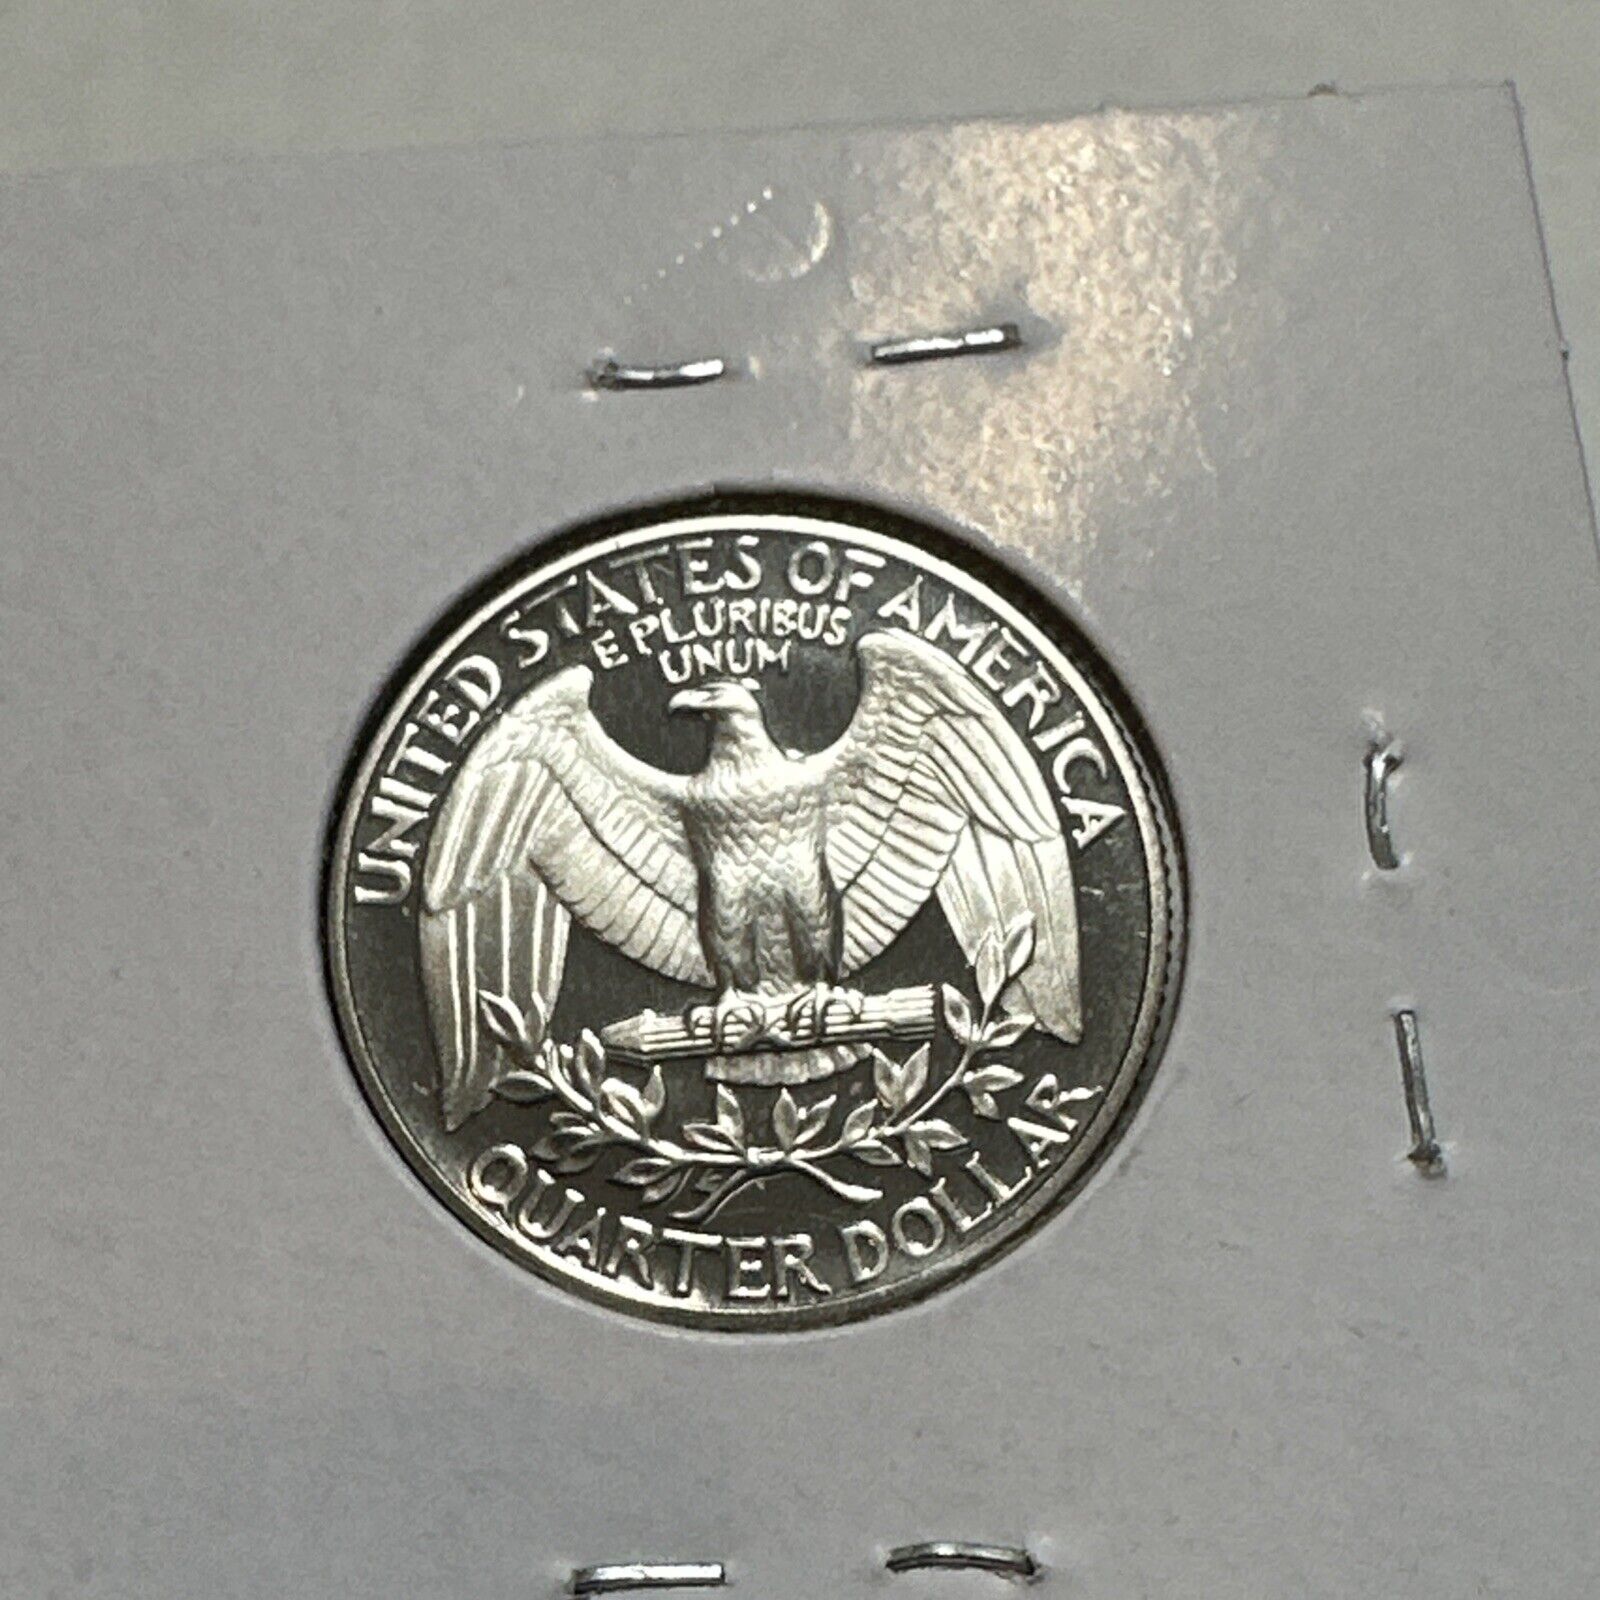 UNITED STATES OF AMERICA
E PLURIBUS
UNUM
QUARTER DOLLAR